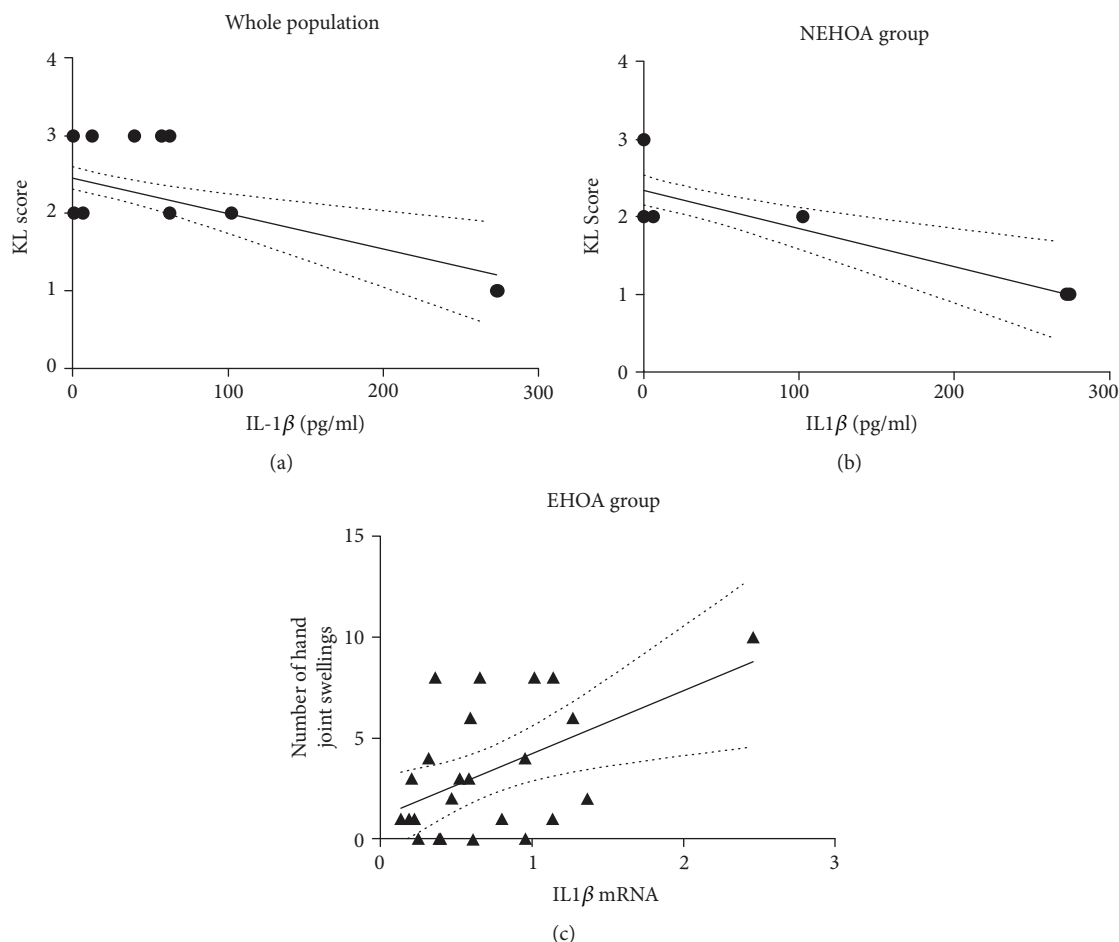 Whole population
4
3
2
1
0
KL score
0 100 200 300
IL-1β (pg/ml)
(a)
NEHOA group
4
3
2
1
0
KL Score
0 100 200 300
IL1β (pg/ml)
(b)
EHOA group
15
10
5
0
Number of hand
joint swellings
0 1 2 3
IL1β mRNA
(c)